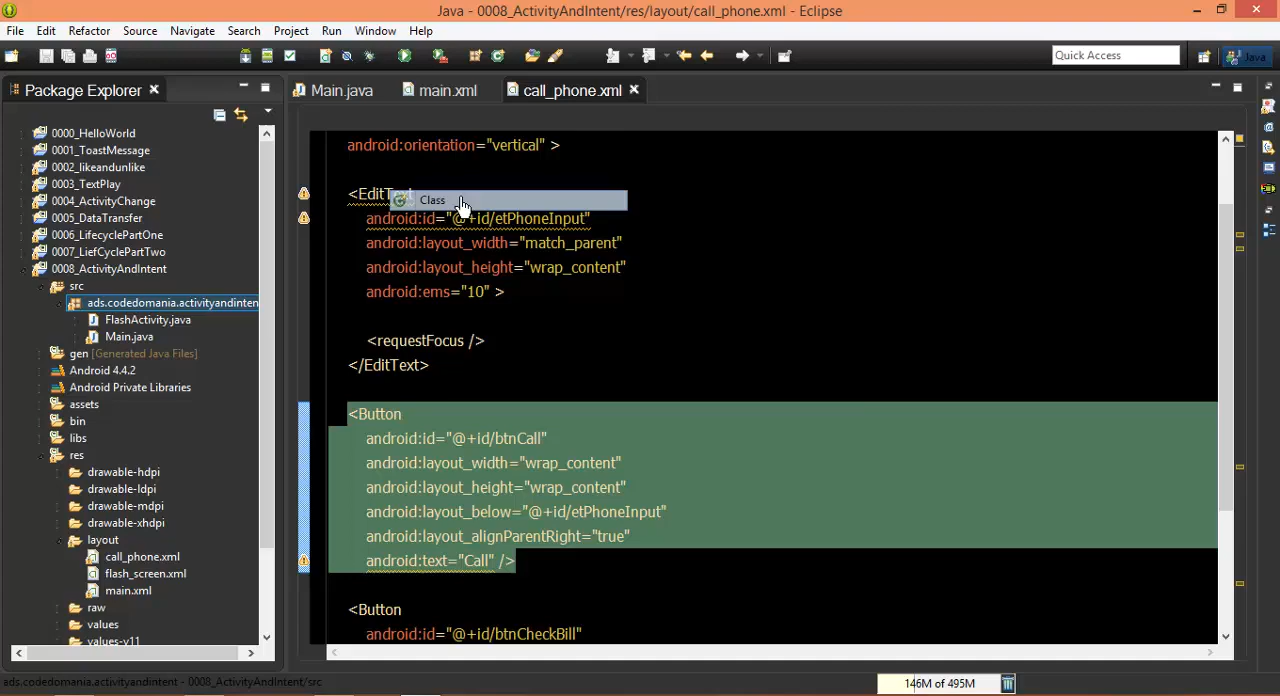 Java - 0008_ActivityAndIntent/res/layout/call_phone.xml - Eclipse
File Edit Refactor Source Navigate Search Project Run Window Help
Quick Access
Java
Package Explorer
Main.java
main.xml
call_phone.xml
0000_HelloWorld
0001_ToastMessage
0002_likeandunlike
0003_TextPlay
0004_ActivityChange
0005_DataTransfer
0006_LifecyclePartOne
0007_LiefCyclePartTwo
0008_ActivityAndIntent
src
ads.codedomania.activityandinten
FlashActivity.java
Main.java
gen [Generated Java Files]
Android 4.4.2
Android Private Libraries
assets
bin
libs
res
drawable-hdpi
drawable-ldpi
drawable-mdpi
drawable-xhdpi
layout
call_phone.xml
flash_screen.xml
main.xml
raw
values
values-v11
android:orientation="vertical" >
<EditText
Class
android:id="@+id/etPhoneInput"
android:layout_width="match_parent"
android:layout_height="wrap_content"
android:ems="10" >
<requestFocus />
</EditText>
<Button
android:id="@+id/btnCall"
android:layout_width="wrap_content"
android:layout_height="wrap_content"
android:layout_below="@+id/etPhoneInput"
android:layout_alignParentRight="true"
android:text="Call" />
<Button
android:id="@+id/btnCheckBill"
ads.codedomania.activityandintent - 0008_ActivityAndIntent/src
146M of 495M